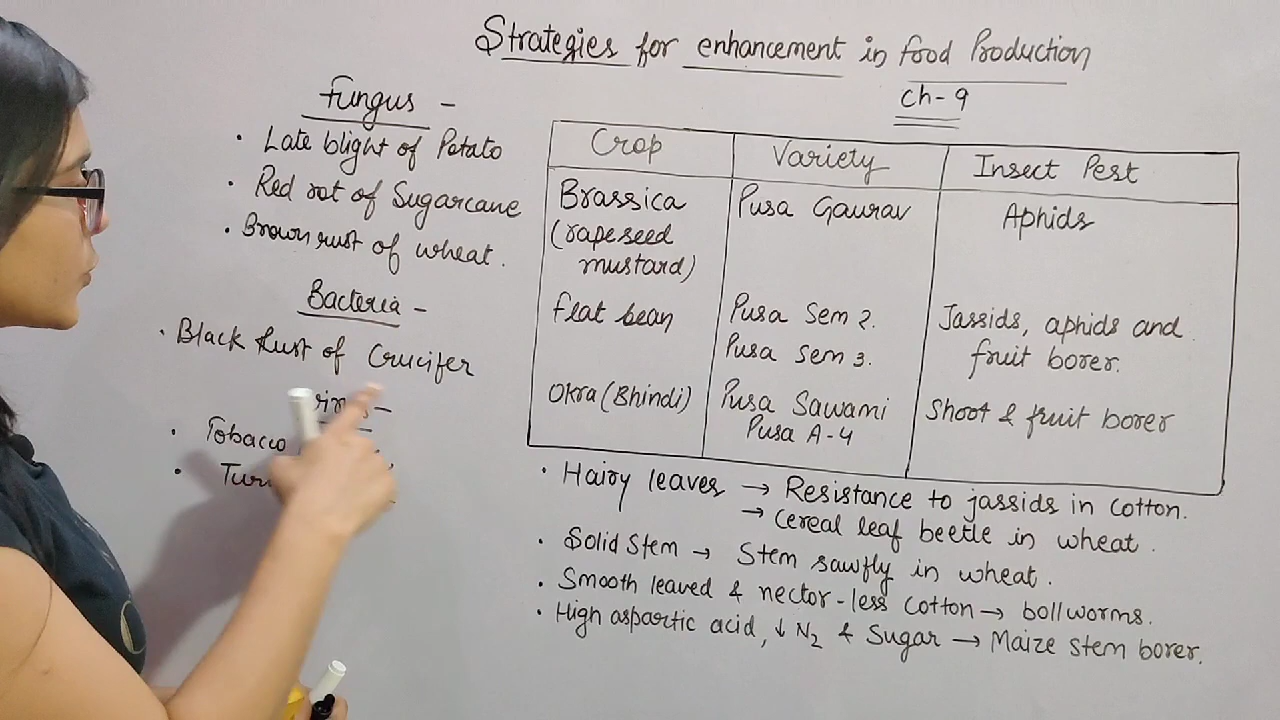 Strategies for enhancement in food Production
Ch-9
Fungus -
• Late blight of Potato
• Red rot of Sugarcane
• Brown rust of wheat.
Bacteria -
• Black Rust of Crucifer
• Tobacco
Crop
Variety
Insect Pest
Brassica
(rapeseed
mustard)
Pusa Gaurav
Aphids
flat bean
Pusa Sem 2.
Pusa Sem 3.
Jassids, aphids and
fruit borer.
Okra (Bhindi)
Pusa Sawami
Pusa A-4
Shoot & fruit borer
• Hairy leaves → Resistance to jassids in cotton.
→ Cereal leaf beetle in wheat.
• Solid Stem → Stem sawfly in wheat.
• Smooth leaved & nector-less cotton → bollworms.
• High aspartic acid, ↓ N2 & Sugar → Maize stem borer.